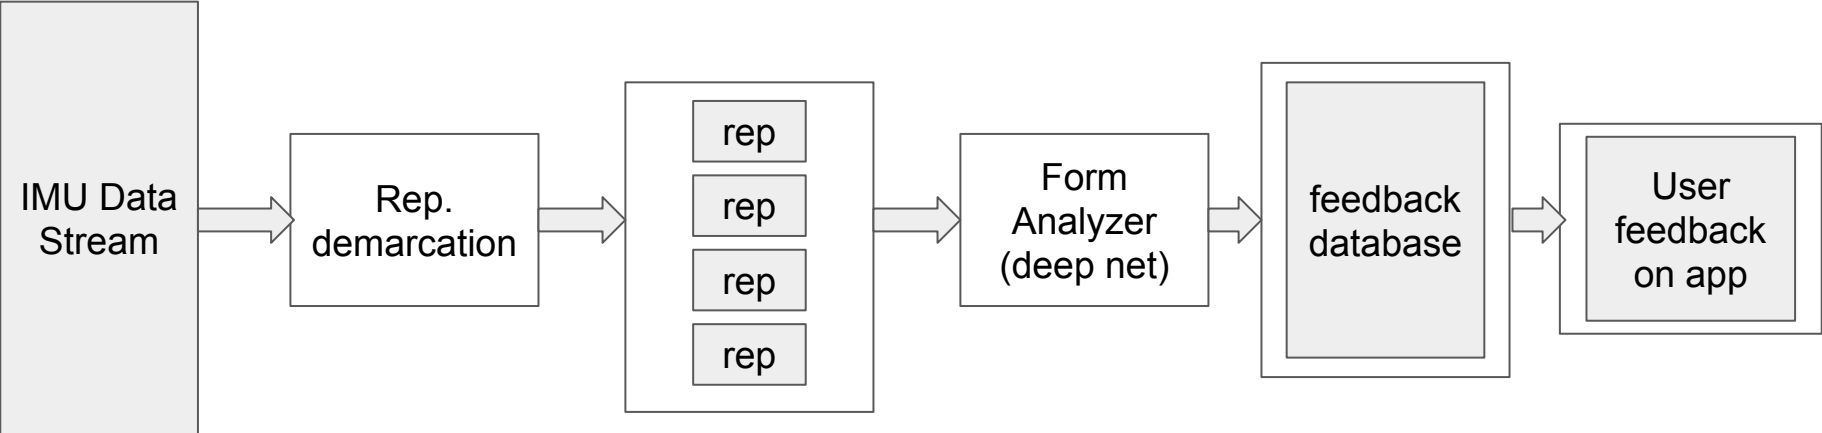 IMU Data
Stream
Rep.
demarcation
rep
rep
rep
rep
Form
Analyzer
(deep net)
feedback
database
User
feedback
on app